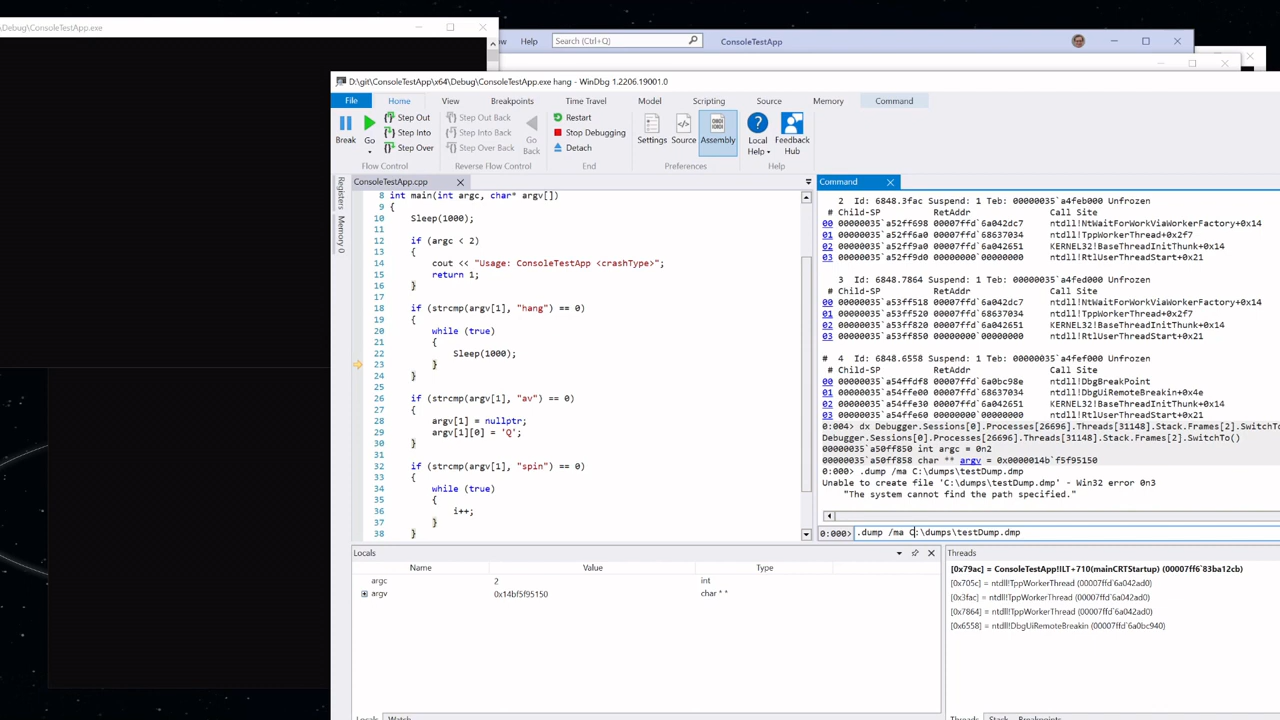 \Debug\ConsoleTestApp.exe
Help
Search (Ctrl+Q)
ConsoleTestApp
D:\git\ConsoleTestApp\x64\Debug\ConsoleTestApp.exe hang - WinDbg 1.2206.19001.0
File
Home
View
Breakpoints
Time Travel
Model
Scripting
Source
Memory
Command
Break
Go
Step Out
Step Into
Step Over
Flow Control
Step Out Back
Step Into Back
Step Over Back
Go Back
Reverse Flow Control
Restart
Stop Debugging
Detach
End
Settings
Source
Assembly
Preferences
Local Help
Feedback Hub
Help
Registers
Memory 0
ConsoleTestApp.cpp
8 int main(int argc, char* argv[])
9 {
10 Sleep(1000);
11
12 if (argc < 2)
13 {
14 cout << "Usage: ConsoleTestApp <crashType>";
15 return 1;
16 }
17
18 if (strcmp(argv[1], "hang") == 0)
19 {
20 while (true)
21 {
22 Sleep(1000);
23 }
24 }
25
26 if (strcmp(argv[1], "av") == 0)
27 {
28 argv[1] = nullptr;
29 argv[1][0] = 'Q';
30 }
31
32 if (strcmp(argv[1], "spin") == 0)
33 {
34 while (true)
35 {
36 i++;
37 }
38 }
Command
2 Id: 6848.3fac Suspend: 1 Teb: 00000035`a4feb000 Unfrozen
# Child-SP RetAddr Call Site
00 00000035`a52ff698 00007ffd`6a042dc7 ntdll!NtWaitForWorkViaWorkerFactory+0x14
01 00000035`a52ff6a0 00007ffd`68637034 ntdll!TppWorkerThread+0x2f7
02 00000035`a52ff9a0 00007ffd`6a042651 KERNEL32!BaseThreadInitThunk+0x14
03 00000035`a52ff9d0 00000000`00000000 ntdll!RtlUserThreadStart+0x21
3 Id: 6848.7864 Suspend: 1 Teb: 00000035`a4fed000 Unfrozen
# Child-SP RetAddr Call Site
00 00000035`a53ff518 00007ffd`6a042dc7 ntdll!NtWaitForWorkViaWorkerFactory+0x14
01 00000035`a53ff520 00007ffd`68637034 ntdll!TppWorkerThread+0x2f7
02 00000035`a53ff820 00007ffd`6a042651 KERNEL32!BaseThreadInitThunk+0x14
03 00000035`a53ff850 00000000`00000000 ntdll!RtlUserThreadStart+0x21
# 4 Id: 6848.6558 Suspend: 1 Teb: 00000035`a4fef000 Unfrozen
# Child-SP RetAddr Call Site
00 00000035`a54ffdf8 00007ffd`6a0bc98e ntdll!DbgBreakPoint
01 00000035`a54ffe00 00007ffd`68637034 ntdll!DbgUiRemoteBreakin+0x4e
02 00000035`a54ffe30 00007ffd`6a042651 KERNEL32!BaseThreadInitThunk+0x14
03 00000035`a54ffe60 00000000`00000000 ntdll!RtlUserThreadStart+0x21
0:004> dx Debugger.Sessions[0].Processes[26696].Threads[31148].Stack.Frames[2].SwitchTo
Debugger.Sessions[0].Processes[26696].Threads[31148].Stack.Frames[2].SwitchTo()
00000035`a50ff850 int argc = 0n2
00000035`a50ff858 char ** argv = 0x0000014b`f5f95150
0:000> .dump /ma C:\dumps\testDump.dmp
Unable to create file 'C:\dumps\testDump.dmp' - Win32 error 0n3
"The system cannot find the path specified."
0:000> .dump /ma C:\dumps\testDump.dmp
Locals
Name Value Type
argc 2 int
argv 0x14bf5f95150 char * *
Locals
Watch
Threads
[0x79ac] = ConsoleTestApp!ILT+710(mainCRTStartup) (00007ff6`83ba12cb)
[0x705c] = ntdll!TppWorkerThread (00007ffd`6a042ad0)
[0x3fac] = ntdll!TppWorkerThread (00007ffd`6a042ad0)
[0x7864] = ntdll!TppWorkerThread (00007ffd`6a042ad0)
[0x6558] = ntdll!DbgUiRemoteBreakin (00007ffd`6a0bc940)
Threads
Stack
Breakpoints